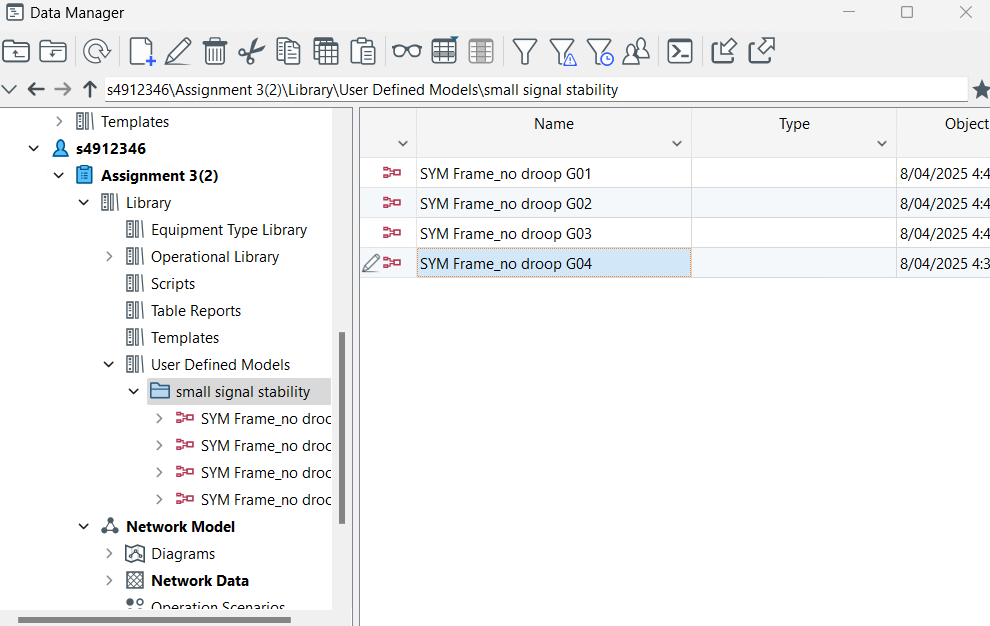 Data Manager
s4912346\Assignment 3(2)\Library\User Defined Models\small signal stability
Templates
s4912346
Assignment 3(2)
Library
Equipment Type Library
Operational Library
Scripts
Table Reports
Templates
User Defined Models
small signal stability
SYM Frame_no droo
SYM Frame_no droo
SYM Frame_no droo
SYM Frame_no droo
Network Model
Diagrams
Network Data
Operation Scenarios
Name Type Object
SYM Frame_no droop G01 8/04/2025 4:4
SYM Frame_no droop G02 8/04/2025 4:4
SYM Frame_no droop G03 8/04/2025 4:4
SYM Frame_no droop G04 8/04/2025 4:3